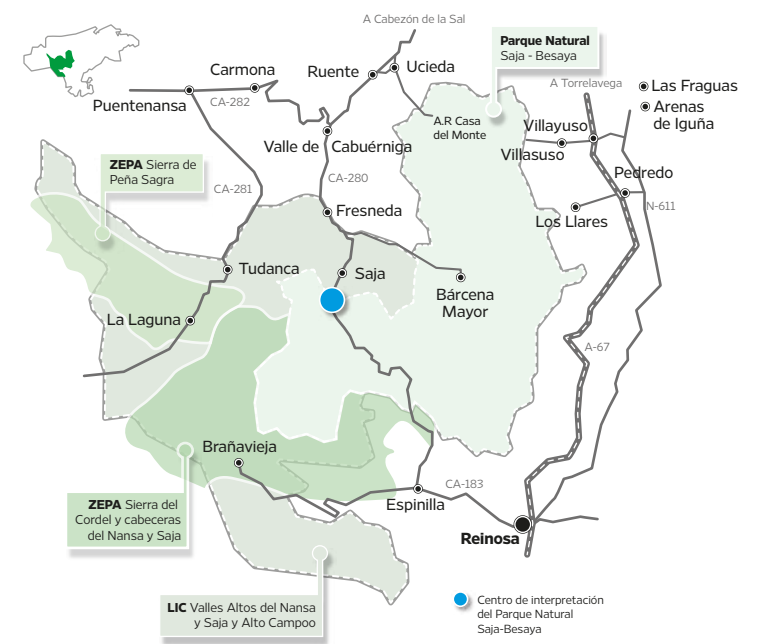 A Cabezón de la Sal
Parque Natural
Saja - Besaya
Carmona
Ruente
Ucieda
A Torrelavega
Las Fraguas
Puentenansa
CA-282
Arenas
de Iguña
A.R Casa
del Monte
Villayuso
Valle de Cabuérniga
Villasuso
ZEPA Sierra de
Peña Sagra
CA-281
CA-280
Pedredo
Fresneda
Los Llares
N-611
Tudanca
Saja
Bárcena
Mayor
La Laguna
A-67
Brañavieja
CA-183
Espinilla
ZEPA Sierra del
Cordel y cabeceras
del Nansa y Saja
Reinosa
LIC Valles Altos del Nansa
y Saja y Alto Campoo
Centro de interpretación
del Parque Natural
Saja-Besaya